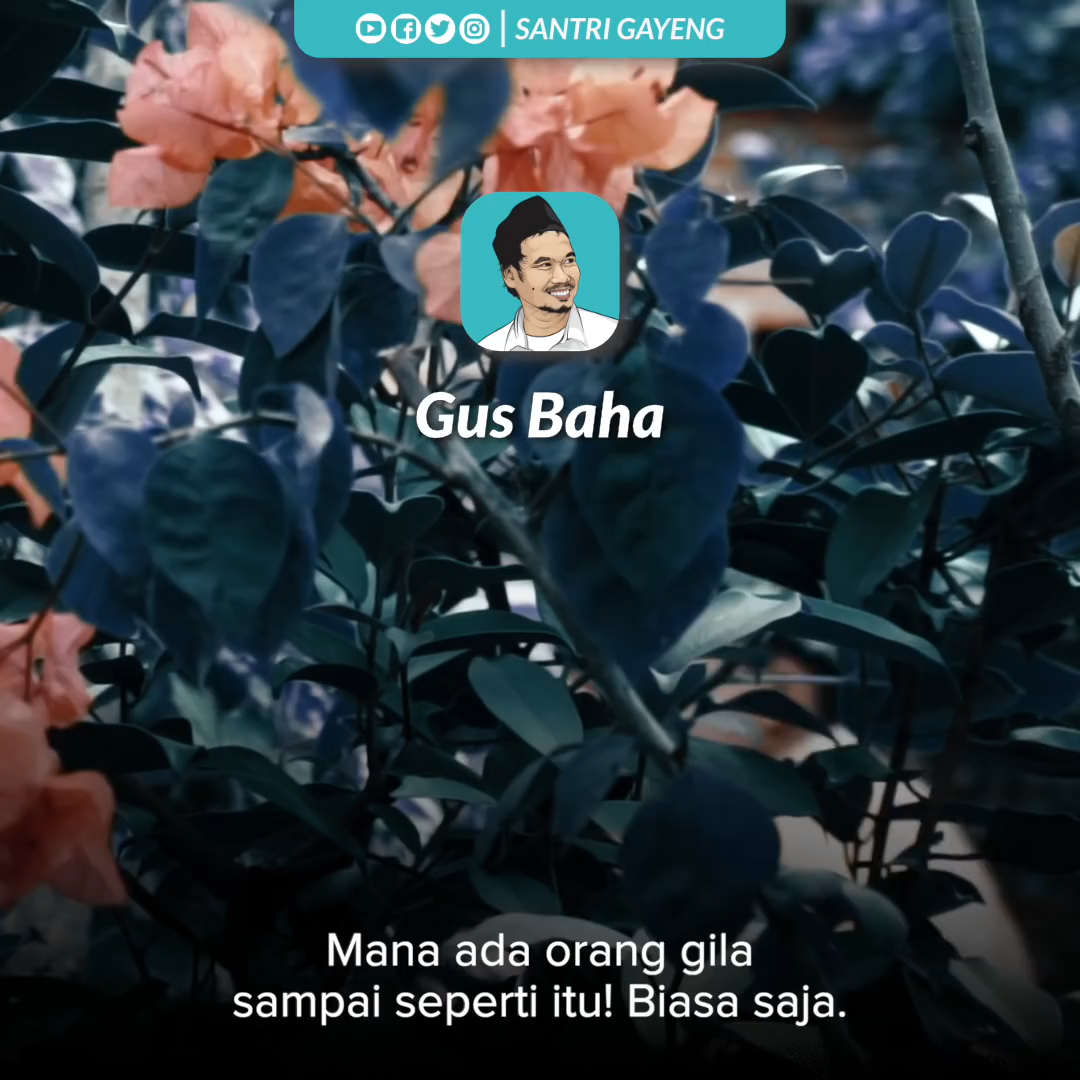 SANTRI GAYENG
Gus Baha
Mana ada orang gila
sampai seperti itu! Biasa saja.